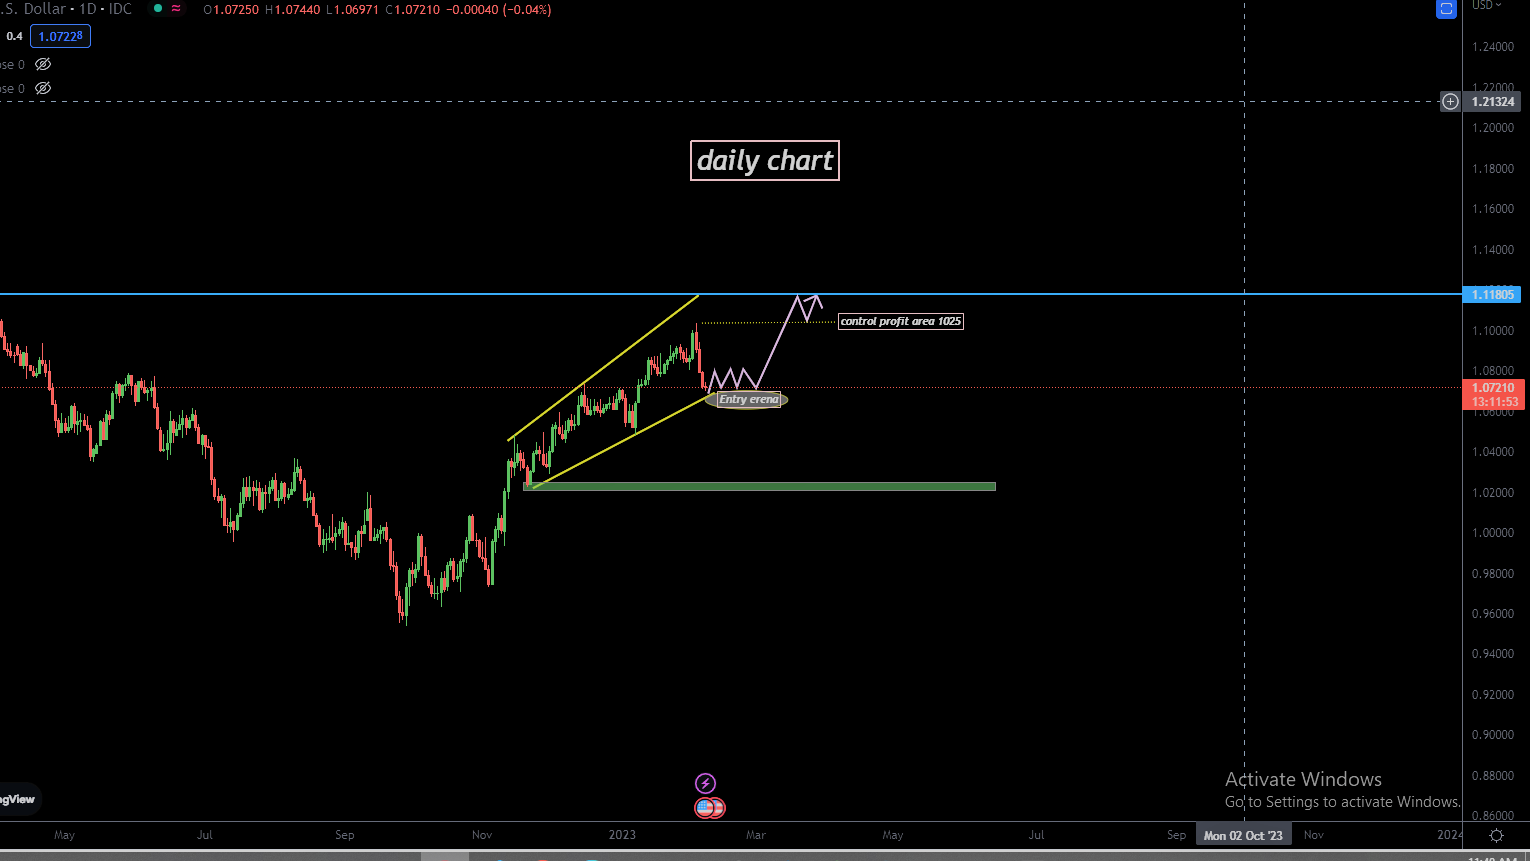 .S. Dollar · 1D · IDC O1.07250 H1.07440 L1.06971 C1.07210 −0.00040 (−0.04%)
USD
0.4 1.07228
ose 0
ose 0
1.24000
1.22000
1.21324
1.20000
daily chart
1.18000
1.16000
1.14000
1.11805
control profit area 1025
1.10000
1.08000
1.07210
13:11:53
Entry erena
1.06000
1.04000
1.02000
1.00000
0.98000
0.96000
0.94000
0.92000
0.90000
0.88000
0.86000
Activate Windows
Go to Settings to activate Windows.
ngView
May Jul Sep Nov 2023 Mar May Jul Sep Mon 02 Oct '23 Nov 2024